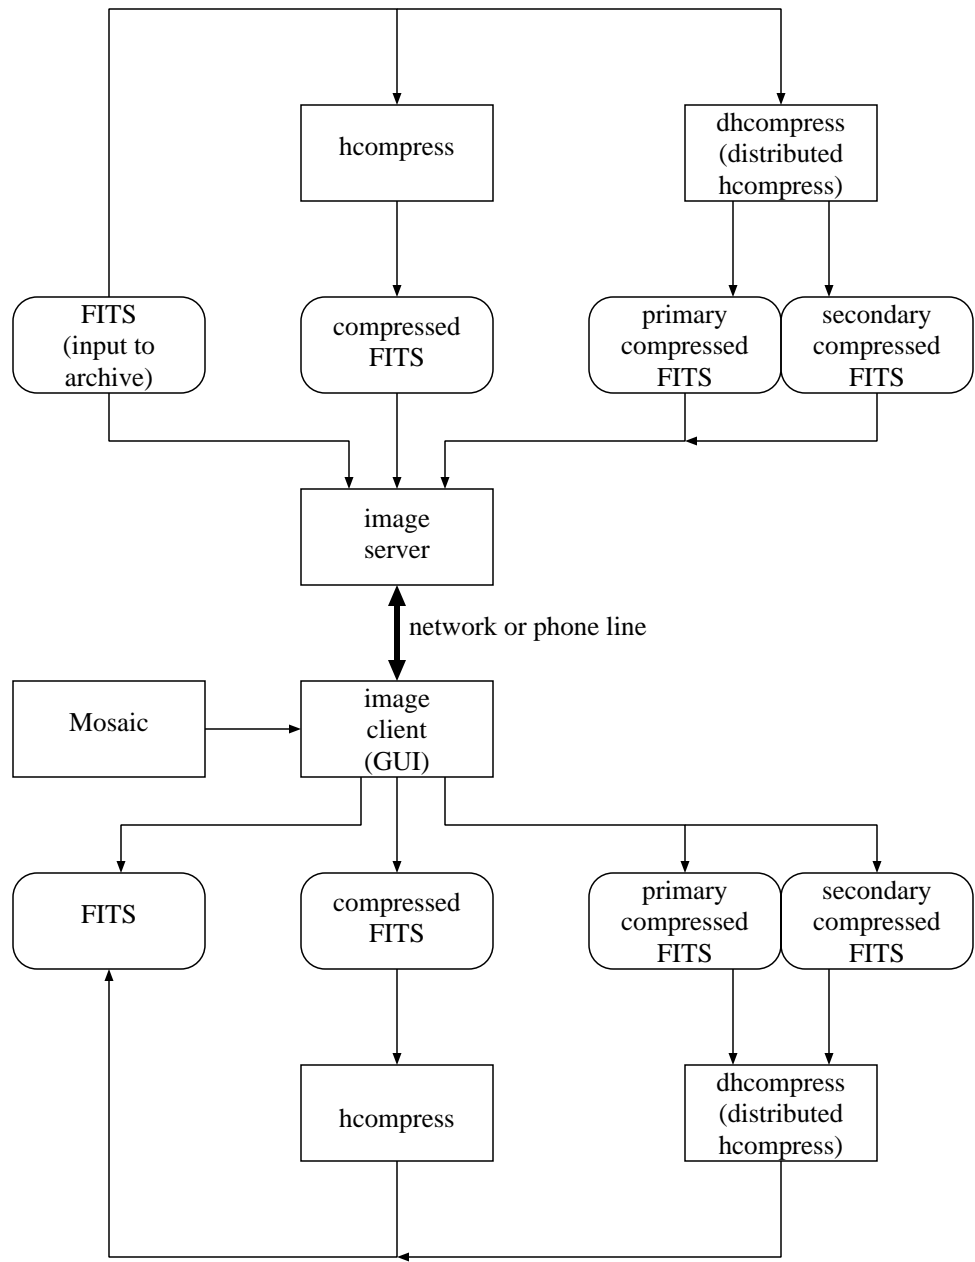 hcompress
dhcompress
(distributed
hcompress)
FITS
(input to
archive)
compressed
FITS
primary
compressed
FITS
secondary
compressed
FITS
image
server
network or phone line
Mosaic
image
client
(GUI)
FITS
compressed
FITS
primary
compressed
FITS
secondary
compressed
FITS
hcompress
dhcompress
(distributed
hcompress)